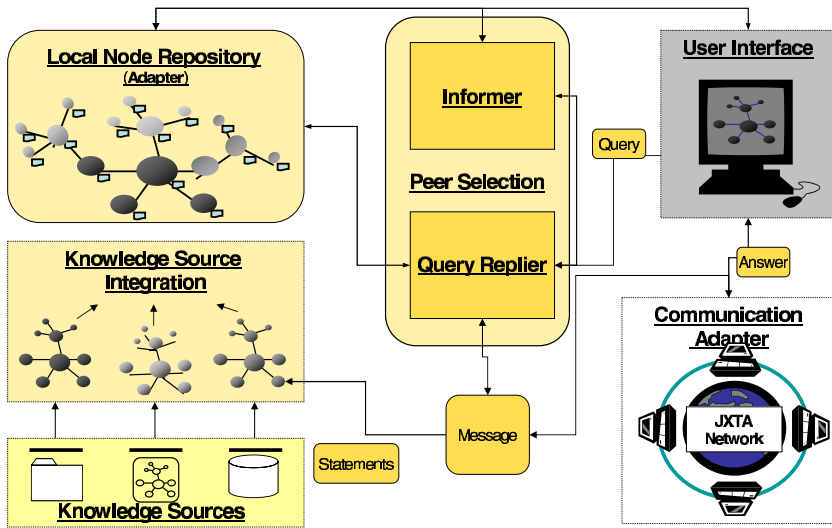 Local Node Repository
(Adapter)
Informer
Peer Selection
Query Replier
User Interface
Query
Knowledge Source
Integration
Answer
Communication
Adapter
JXTA
Network
Message
Statements
Knowledge Sources